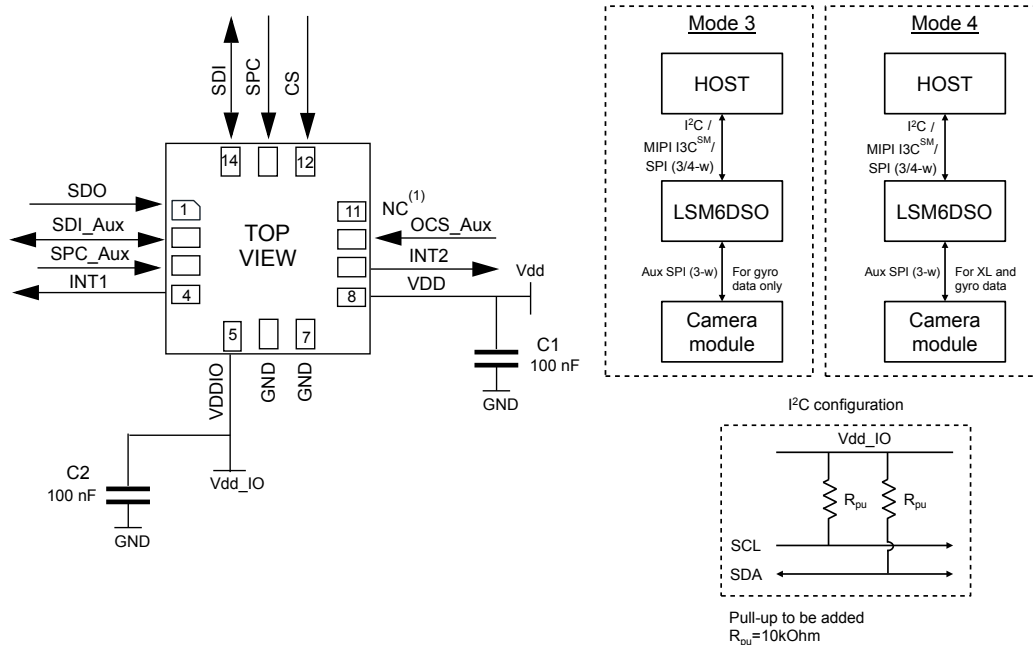 SDI
SPC
CS
14
12
SDO
SDI_Aux
SPC_Aux
INT1
1
4
TOP
VIEW
11
8
NC(1)
OCS_Aux
INT2
VDD
Vdd
C1
100 nF
GND
5
7
VDDIO
GND
GND
C2
100 nF
GND
Vdd_IO
Mode 3
HOST
I2C /
MIPI I3CSM/
SPI (3/4-w)
LSM6DSO
Aux SPI (3-w)
For gyro
data only
Camera
module
Mode 4
HOST
I2C /
MIPI I3CSM/
SPI (3/4-w)
LSM6DSO
Aux SPI (3-w)
For XL and
gyro data
Camera
module
I2C configuration
Vdd_IO
Rpu
Rpu
SCL
SDA
Pull-up to be added
Rpu=10kOhm